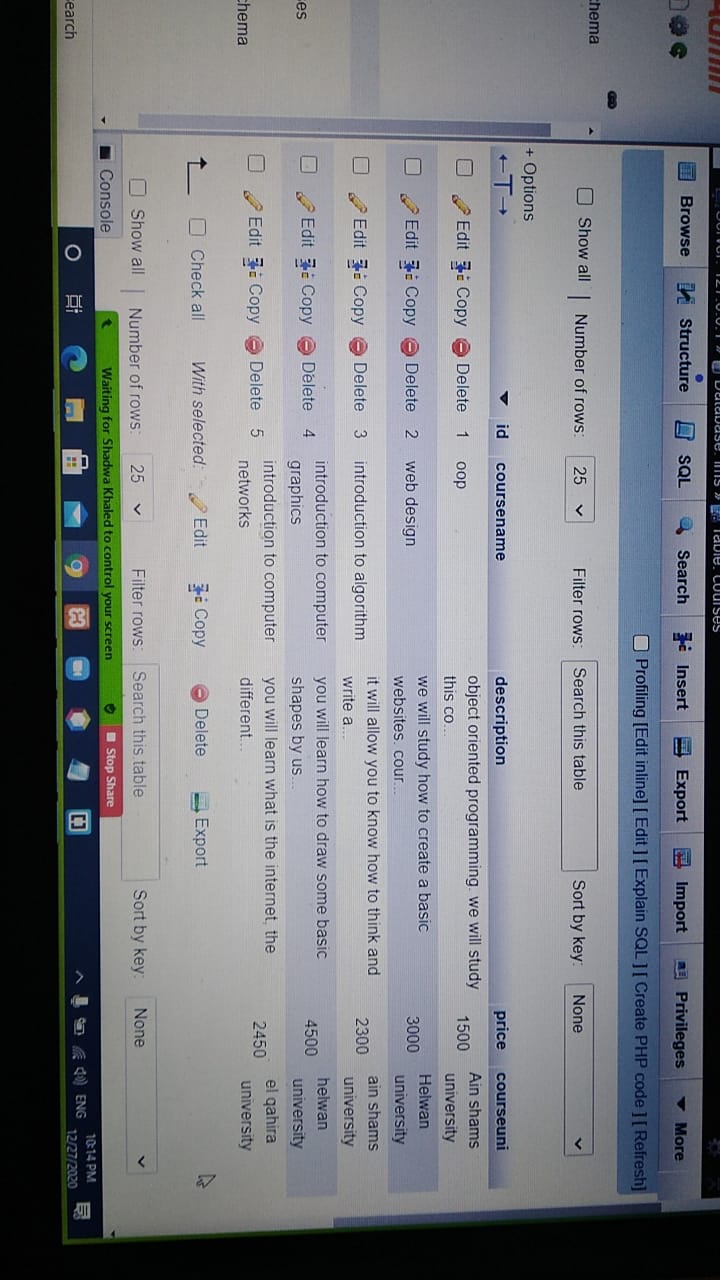 Table: courses
Browse Structure SQL Search Insert Export Import Privileges More
Profiling [Edit inline] [ Edit ] [ Explain SQL ] [ Create PHP code ] [ Refresh]
Show all | Number of rows: 25 Filter rows: Search this table Sort by key: None
+ Options
←T→ id coursename description price courseuni
Edit Copy Delete 1 oop object oriented programming. we will study
this co... 1500 Ain shams
university
Edit Copy Delete 2 web design we will study how to create a basic
websites. cour... 3000 Helwan
university
Edit Copy Delete 3 introduction to algorithm it will allow you to know how to think and
write a... 2300 ain shams
university
Edit Copy Delete 4 introduction to computer
graphics you will learn how to draw some basic
shapes by us... 4500 helwan
university
Edit Copy Delete 5 introduction to computer
networks you will learn what is the internet, the
different... 2450 el qahira
university
Check all With selected: Edit Copy Delete Export
Show all | Number of rows: 25 Filter rows: Search this table Sort by key: None
Console
Waiting for Shadwa Khaled to control your screen Stop Share
ENG 10:14 PM
12/27/2020
hema
es
hema
earch